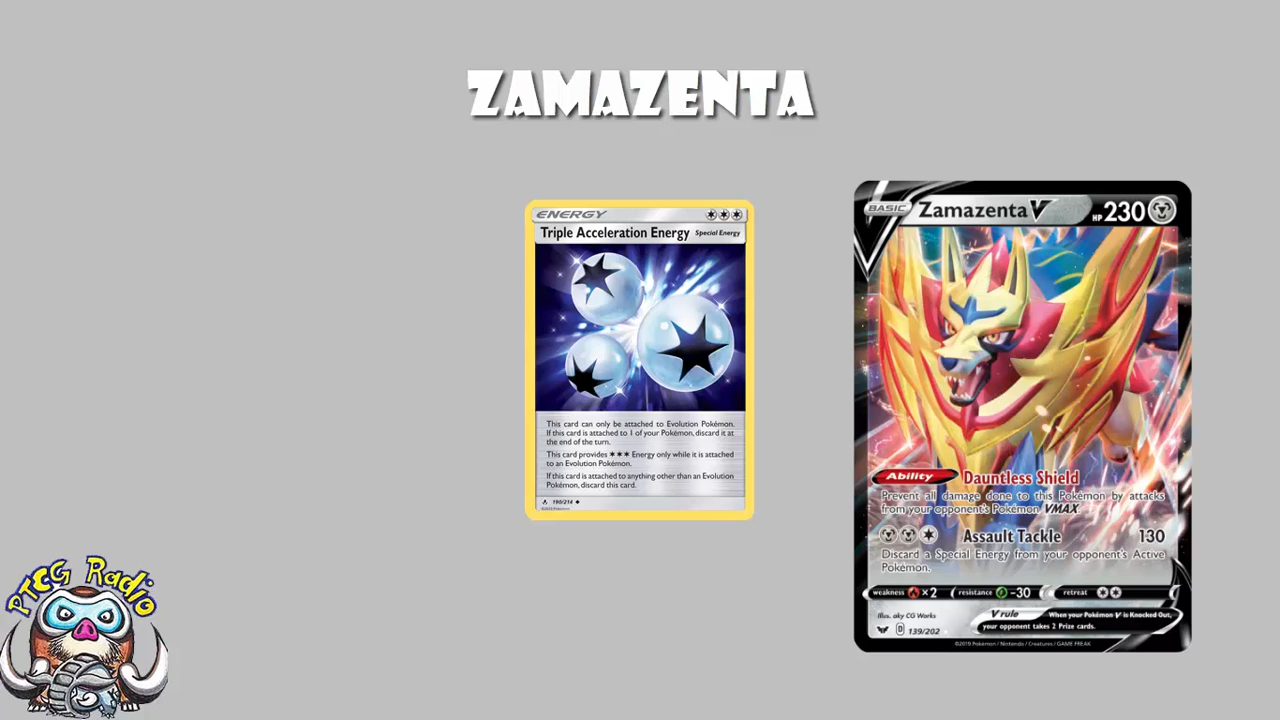 ZAMAZENTA
ENERGY
Triple Acceleration Energy Special Energy
This card can only be attached to Evolution Pokémon.
If this card is attached to 1 of your Pokémon, discard it at
the end of the turn.
This card provides Energy only while it is attached
to an Evolution Pokémon.
If this card is attached to anything other than an Evolution
Pokémon, discard this card.
190/214
©2019 Pokémon
BASIC Zamazenta V HP 230
Ability Dauntless Shield
Prevent all damage done to this Pokémon by attacks
from your opponent's Pokémon VMAX.
Assault Tackle 130
Discard a Special Energy from your opponent's Active
Pokémon.
weakness ×2 resistance -30 retreat
Illus. aky CG Works
V rule When your Pokémon V is Knocked Out,
your opponent takes 2 Prize cards.
D 139/202
©2019 Pokémon / Nintendo / Creatures / GAME FREAK
PTCG Radio